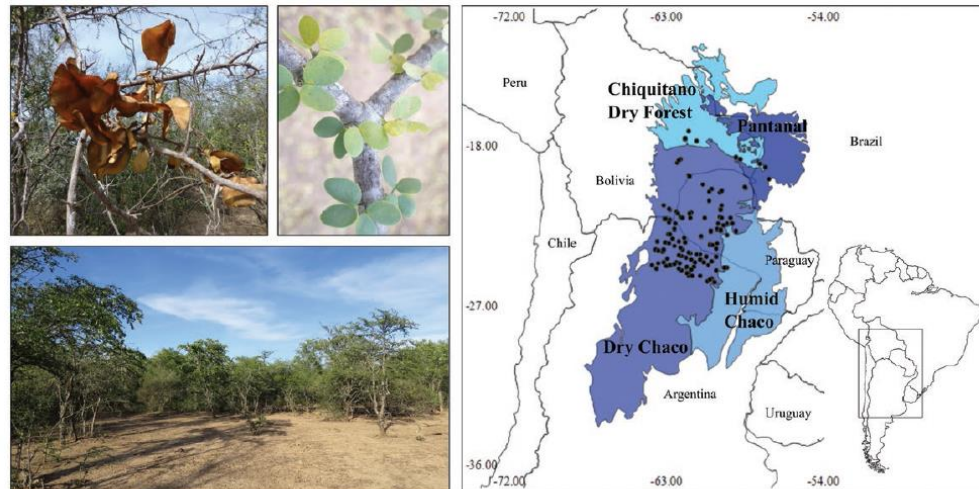 -72.00 -63.00 -54.00
Peru
Chiquitano
Dry Forest
Pantanal
-18.00
Brazil
Bolivia
Chile
Paraguay
-27.00
Humid
Chaco
Dry Chaco
Argentina
Uruguay
-36.00
-72.00 -63.00 -54.00